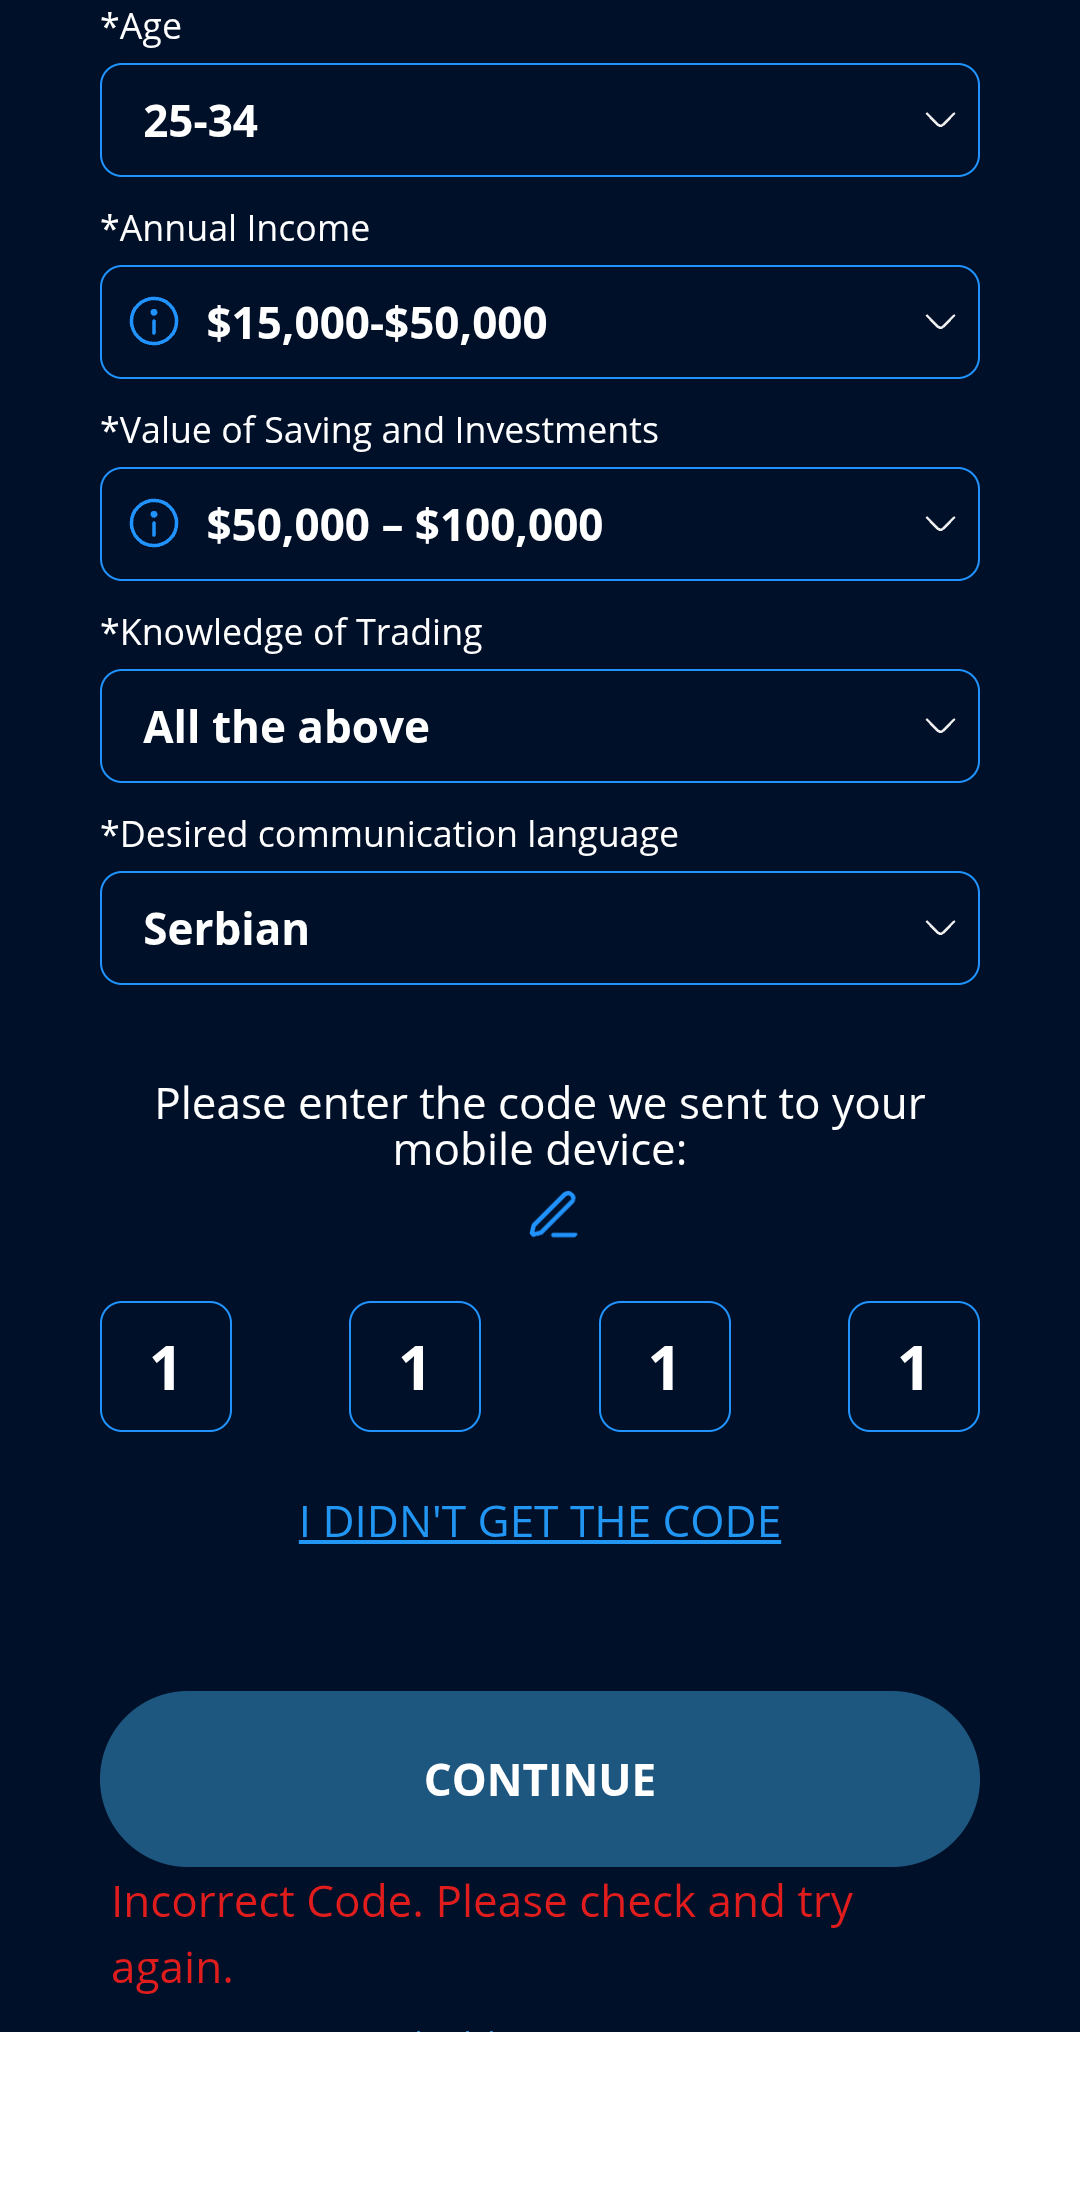 *Age
25-34
*Annual Income
$15,000-$50,000
*Value of Saving and Investments
$50,000 – $100,000
*Knowledge of Trading
All the above
*Desired communication language
Serbian
Please enter the code we sent to your
mobile device:
1 1 1 1
I DIDN'T GET THE CODE
CONTINUE
Incorrect Code. Please check and try
again.